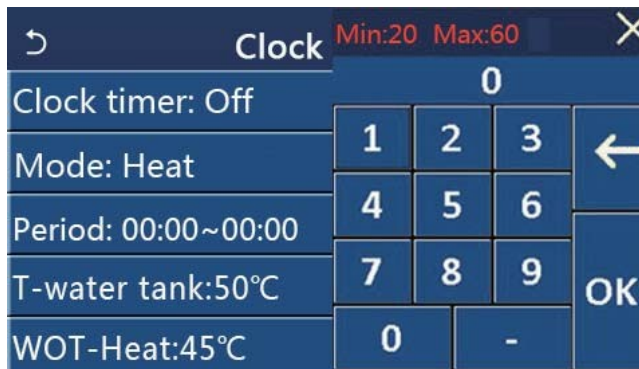 Clock
Clock timer: Off
Mode: Heat
Period: 00:00~00:00
T-water tank:50℃
WOT-Heat:45℃
Min:20 Max:60
0
1 2 3
4 5 6
7 8 9
OK
0 -